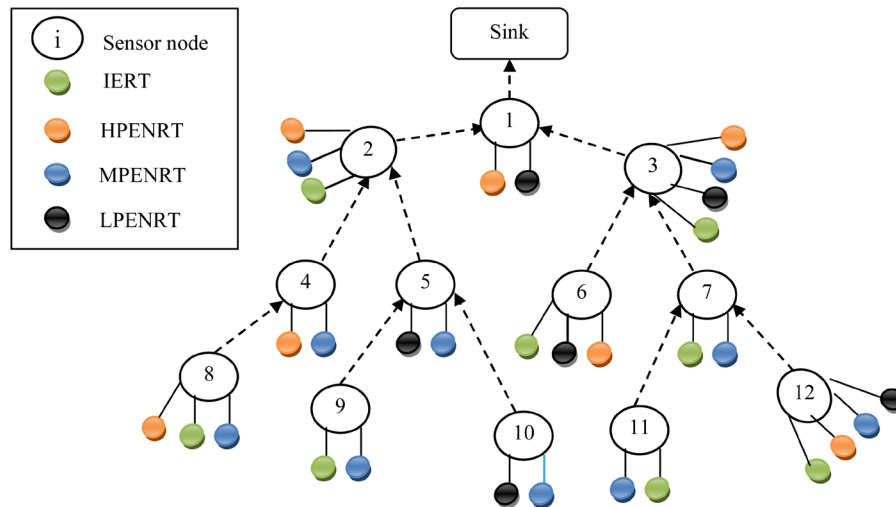 i Sensor node
IERT
HPENRT
MPENRT
LPENRT
Sink
1
2
3
4
5
6
7
8
9
10
11
12